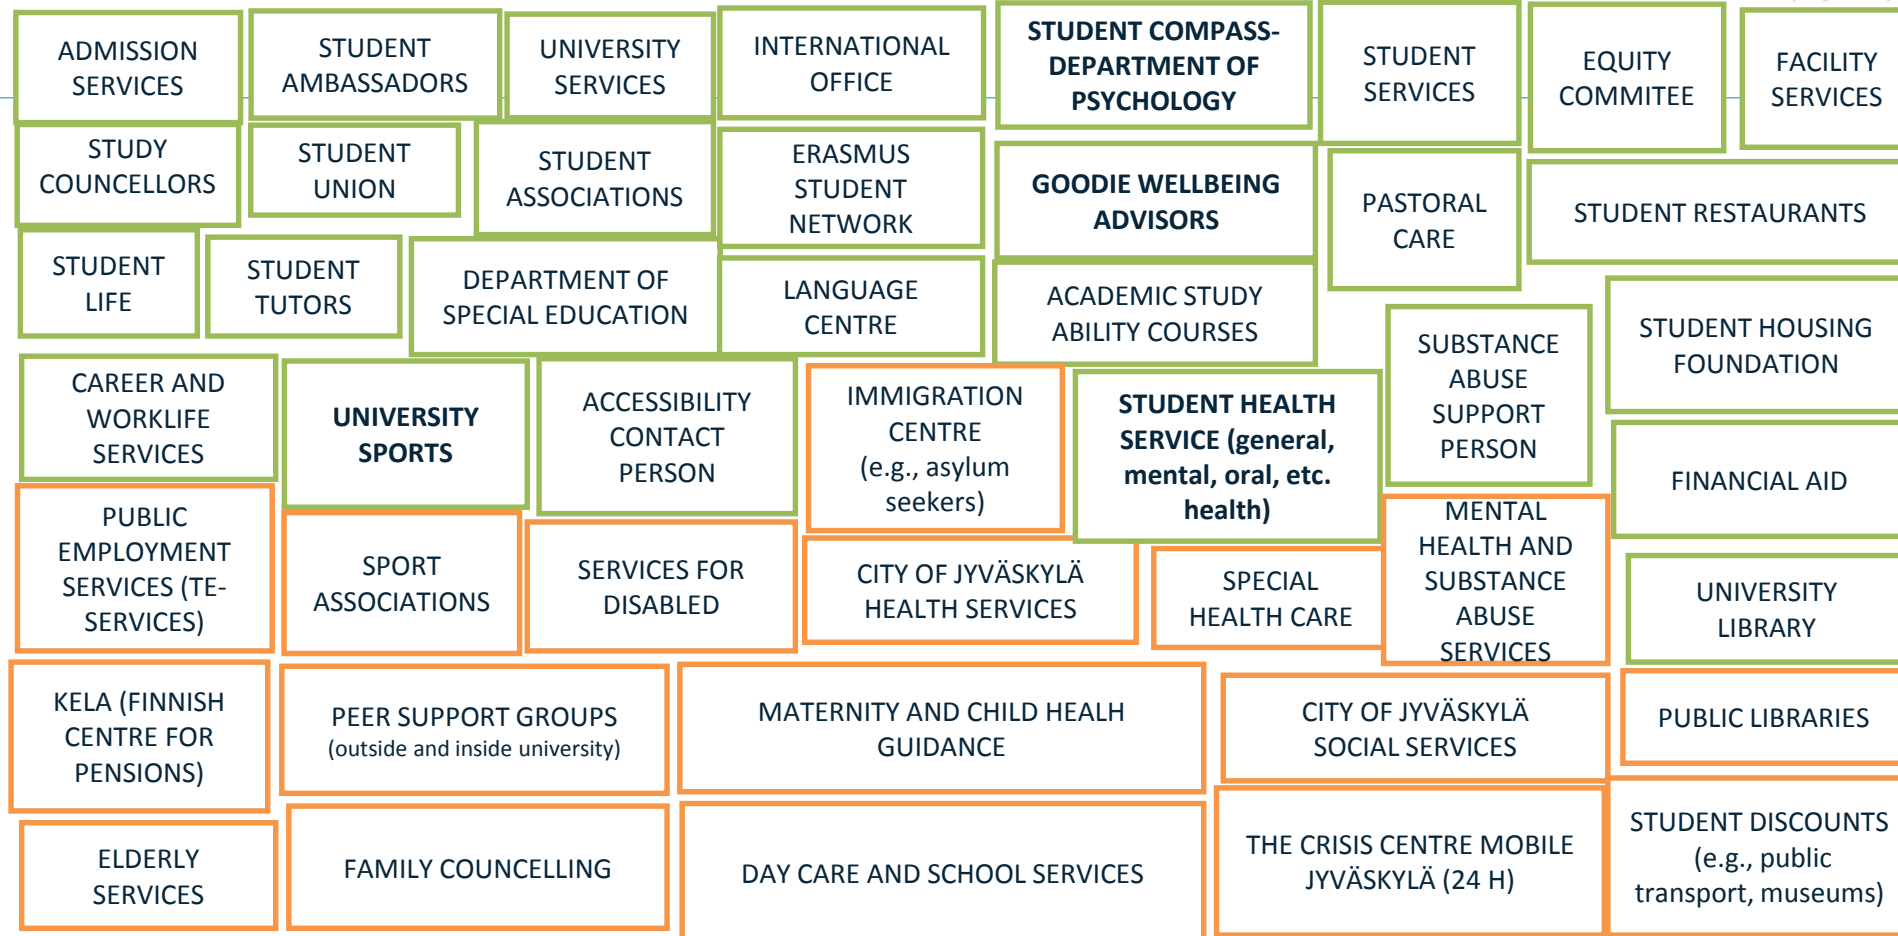 ADMISSION
SERVICES
STUDENT
AMBASSADORS
UNIVERSITY
SERVICES
INTERNATIONAL
OFFICE
STUDENT COMPASS-
DEPARTMENT OF
PSYCHOLOGY
STUDENT
SERVICES
EQUITY
COMMITEE
FACILITY
SERVICES
STUDY
COUNCELLORS
STUDENT
UNION
STUDENT
ASSOCIATIONS
ERASMUS
STUDENT
NETWORK
GOODIE WELLBEING
ADVISORS
PASTORAL
CARE
STUDENT RESTAURANTS
STUDENT
LIFE
STUDENT
TUTORS
DEPARTMENT OF
SPECIAL EDUCATION
LANGUAGE
CENTRE
ACADEMIC STUDY
ABILITY COURSES
SUBSTANCE
ABUSE
SUPPORT
PERSON
STUDENT HOUSING
FOUNDATION
CAREER AND
WORKLIFE
SERVICES
UNIVERSITY
SPORTS
ACCESSIBILITY
CONTACT
PERSON
IMMIGRATION
CENTRE
(e.g., asylum
seekers)
STUDENT HEALTH
SERVICE (general,
mental, oral, etc.
health)
FINANCIAL AID
PUBLIC
EMPLOYMENT
SERVICES (TE-
SERVICES)
SPORT
ASSOCIATIONS
SERVICES FOR
DISABLED
CITY OF JYVÄSKYLÄ
HEALTH SERVICES
SPECIAL
HEALTH CARE
MENTAL
HEALTH AND
SUBSTANCE
ABUSE
SERVICES
UNIVERSITY
LIBRARY
KELA (FINNISH
CENTRE FOR
PENSIONS)
PEER SUPPORT GROUPS
(outside and inside university)
MATERNITY AND CHILD HEALH
GUIDANCE
CITY OF JYVÄSKYLÄ
SOCIAL SERVICES
PUBLIC LIBRARIES
ELDERLY
SERVICES
FAMILY COUNCELLING
DAY CARE AND SCHOOL SERVICES
THE CRISIS CENTRE MOBILE
JYVÄSKYLÄ (24 H)
STUDENT DISCOUNTS
(e.g., public
transport, museums)